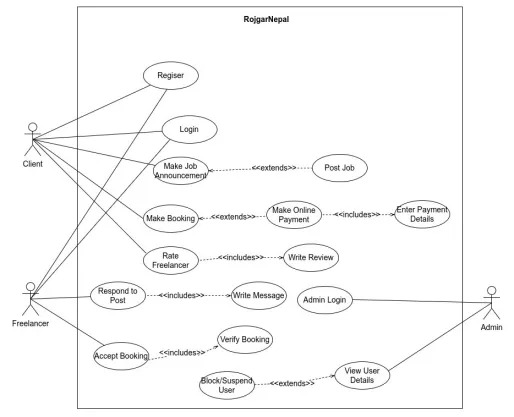 RojgarNepal
Regiser
Login
Client
Make Job
Announcement
<<extends>>
Post Job
Make Booking
<<extends>>
Make Online
Payment
<<includes>>
Enter Payment
Details
Rate
Freelancer
<<includes>>
Write Review
Respond to
Post
<<includes>>
Write Message
Admin Login
Freelancer
Admin
Accept Booking
<<includes>>
Verify Booking
Block/Suspend
User
<<extends>>
View User
Details